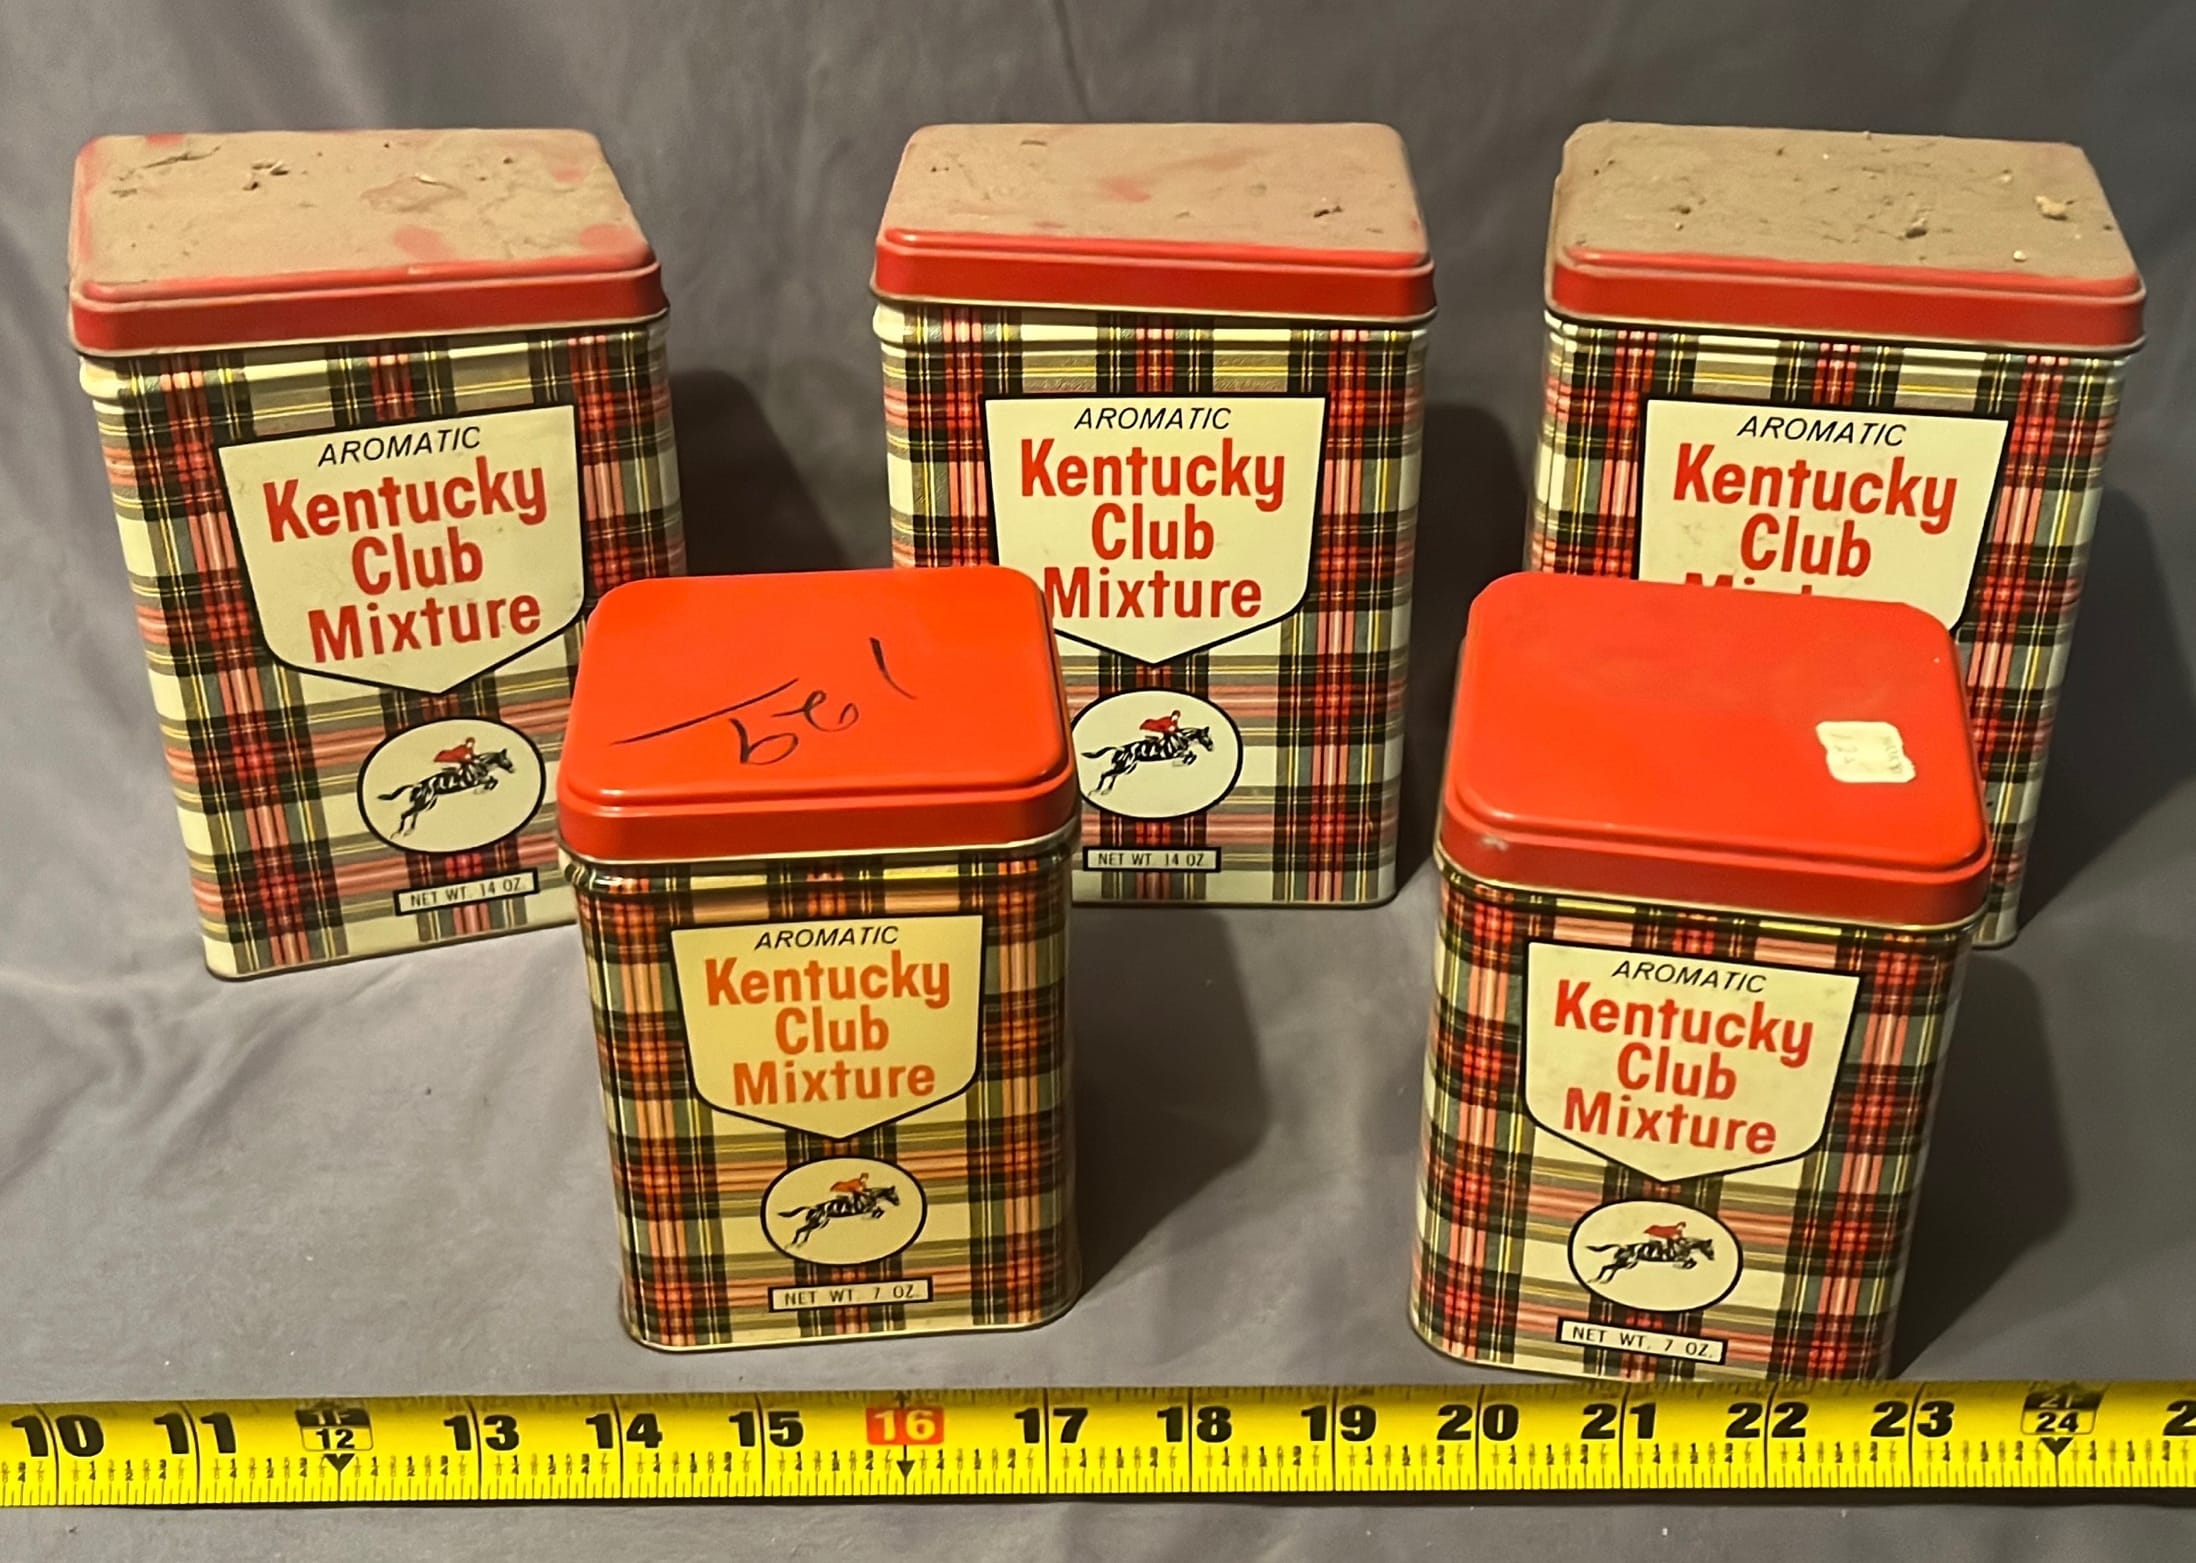 AROMATIC
Kentucky
Club
Mixture
NET WT. 14 OZ.
AROMATIC
Kentucky
Club
Mixture
NET WT. 14 OZ.
AROMATIC
Kentucky
Club
AROMATIC
Kentucky
Club
Mixture
NET WT. 7 OZ.
AROMATIC
Kentucky
Club
Mixture
NET WT. 7 OZ.
10 11 12 13 14 15 16 17 18 19 20 21 22 23 24